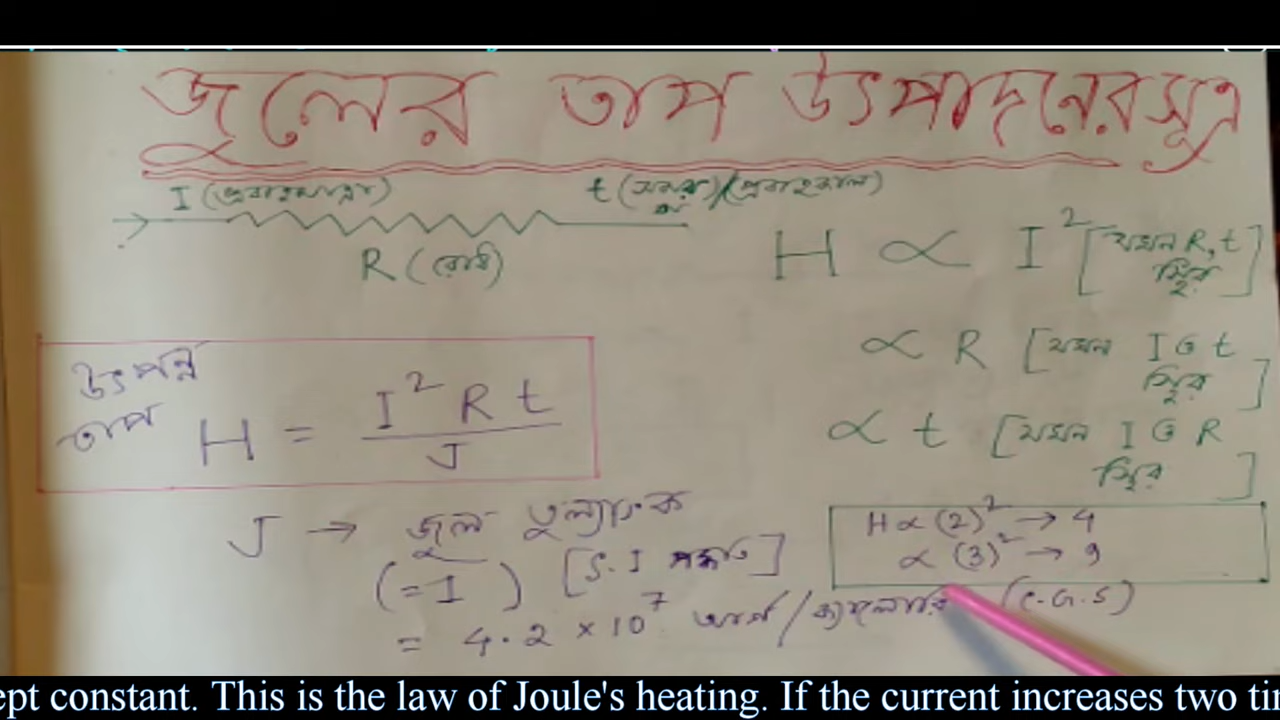 জুলের তাপ উৎপাদনের সূত্র
I (প্রবাহমাত্রা) t (সময়)/(প্রবাহকাল)
R (রোধ)
H ∝ I² [যখন R, t
স্থির]
∝ R [যখন I ও t
স্থির]
∝ t [যখন I ও R
স্থির]
উৎপন্ন
তাপ H = I² R t / J
J → জুল তুল্যাংক
(= 1) [S.I পদ্ধতি]
= 4.2 × 10⁷ আর্গ/ক্যালোরি (C.G.S)
H ∝ (2)² → 4
∝ (3)² → 9
ept constant. This is the law of Joule's heating. If the current increases two ti